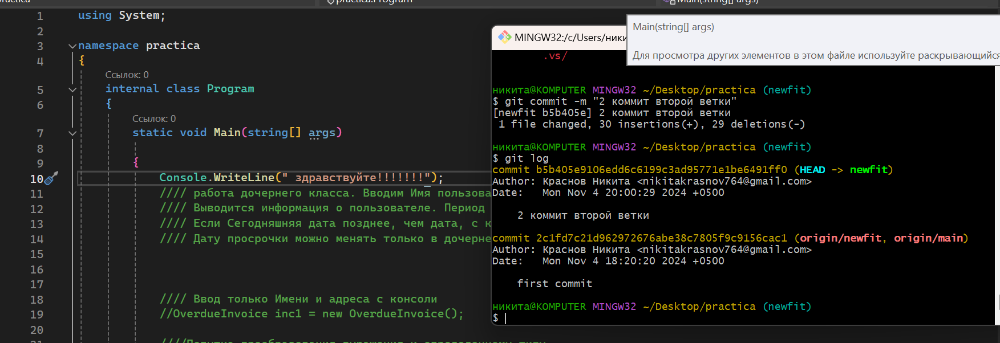 practica
practica.Program
Main(string[] args)
1 using System;
2
3 namespace practica
4 {
Ссылок: 0
5 internal class Program
6 {
Ссылок: 0
7 static void Main(string[] args)
8
9 {
10 Console.WriteLine(" здравствуйте!!!!!!!");
11 //// работа дочернего класса. Вводим Имя
12 //// Выводится информация о пользователе. Период
13 //// Если Сегодняшняя дата позднее, чем дата, с
14 //// Дату просрочки можно менять только в
15
16
17
18 //// Ввод только Имени и адреса с консоли
19 //OverdueInvoice inc1 = new OverdueInvoice();
20
Main(string[] args)
Для просмотра других элементов в этом файле используйте раскрывающийся
MINGW32:/c/Users/
.vs/
никита@KOMPUTER MINGW32 ~/Desktop/practica (newfit)
$ git commit -m "2 коммит второй ветки"
[newfit b5b405e] 2 коммит второй ветки
1 file changed, 30 insertions(+), 29 deletions(-)
никита@KOMPUTER MINGW32 ~/Desktop/practica (newfit)
$ git log
commit b5b405e9106edd6c6199c3ad95771e1be6491ff0 (HEAD -> newfit)
Author: Краснов Никита <nikitakrasnov764@gmail.com>
Date: Mon Nov 4 20:00:29 2024 +0500
2 коммит второй ветки
commit 2c1fd7c21d962972676abe38c7805f9c9156cac1 (origin/newfit, origin/main)
Author: Краснов Никита <nikitakrasnov764@gmail.com>
Date: Mon Nov 4 18:20:20 2024 +0500
first commit
никита@KOMPUTER MINGW32 ~/Desktop/practica (newfit)
$